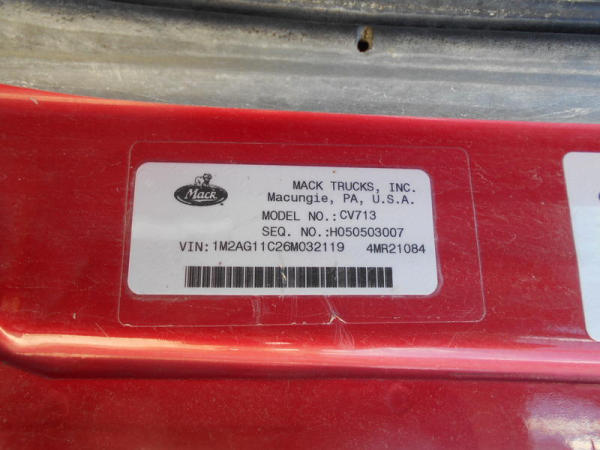 Mack
MACK TRUCKS, INC.
Macungie, PA, U.S.A.
MODEL NO.:CV713
SEQ. NO.:H050503007
VIN:1M2AG11C26M032119 4MR21084